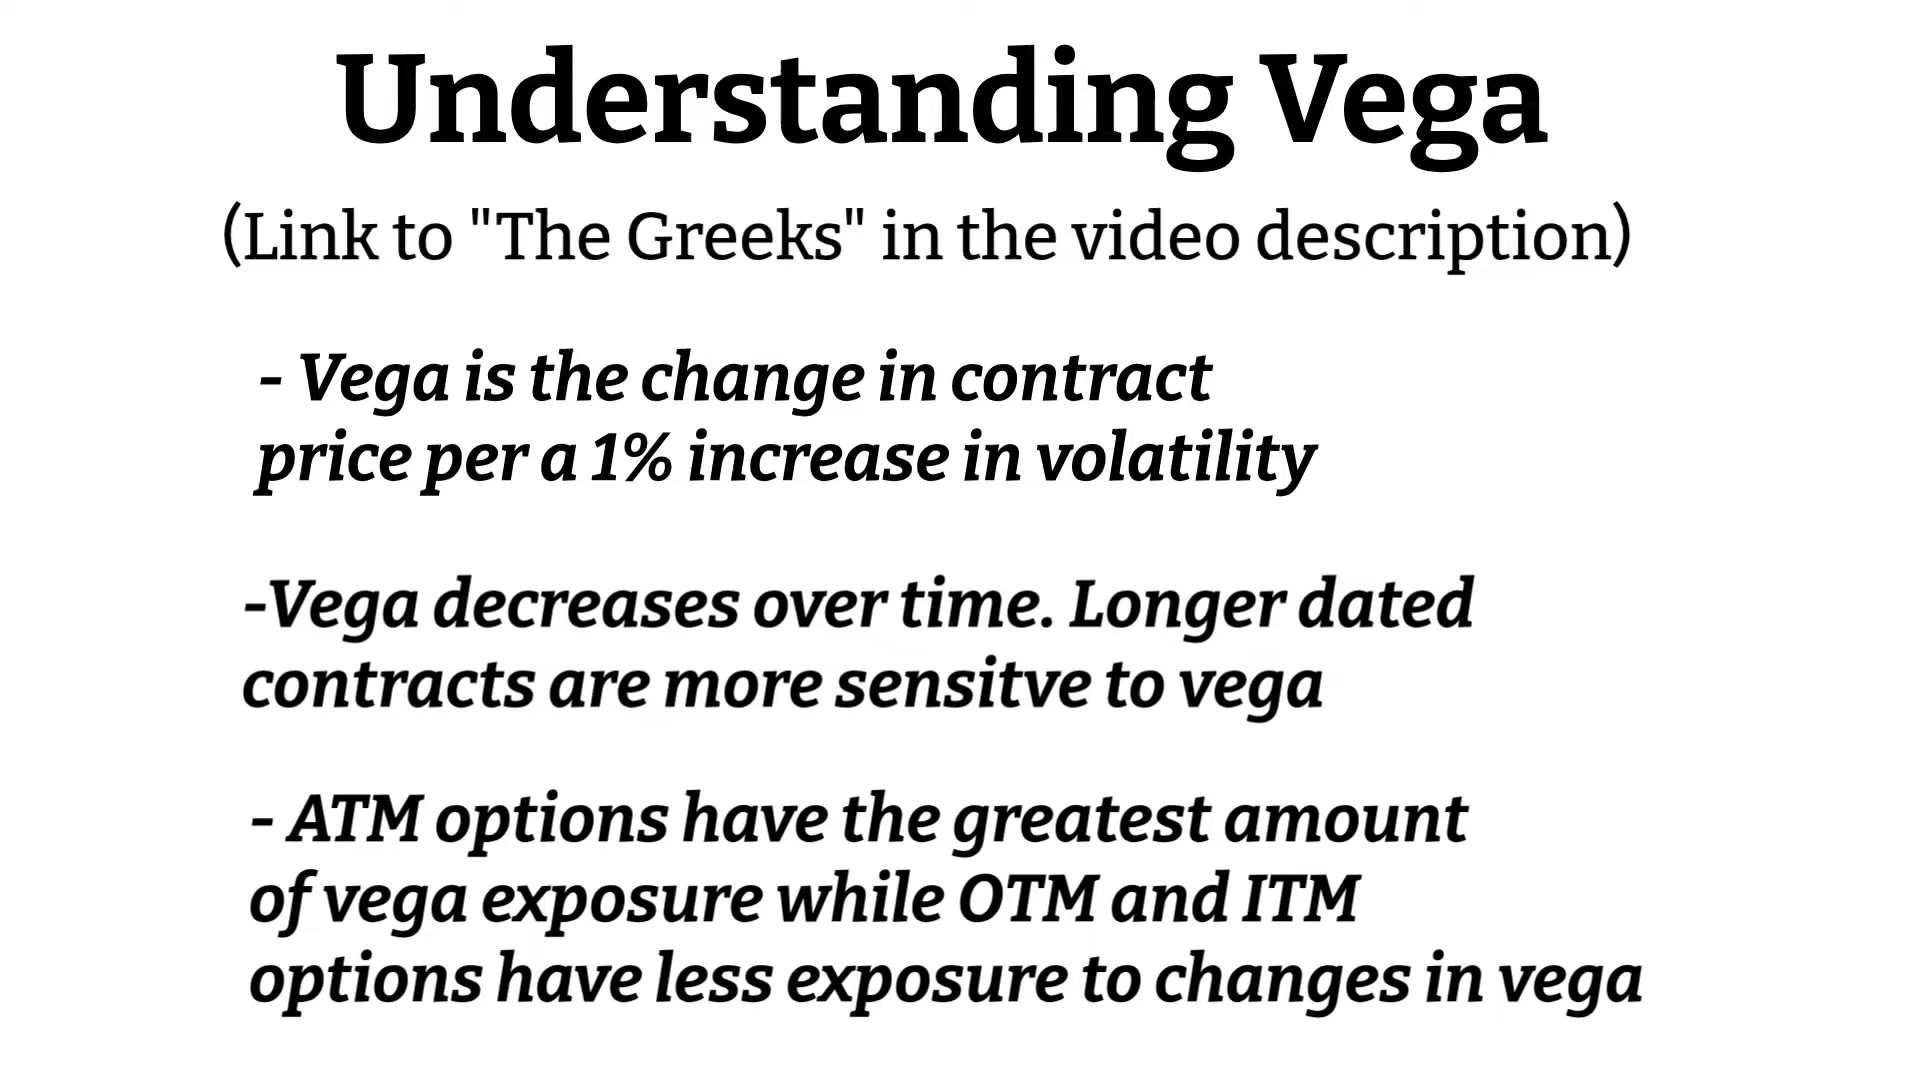 Understanding Vega
(Link to "The Greeks" in the video description)
- Vega is the change in contract
price per a 1% increase in volatility
-Vega decreases over time. Longer dated
contracts are more sensitve to vega
- ATM options have the greatest amount
of vega exposure while OTM and ITM
options have less exposure to changes in vega